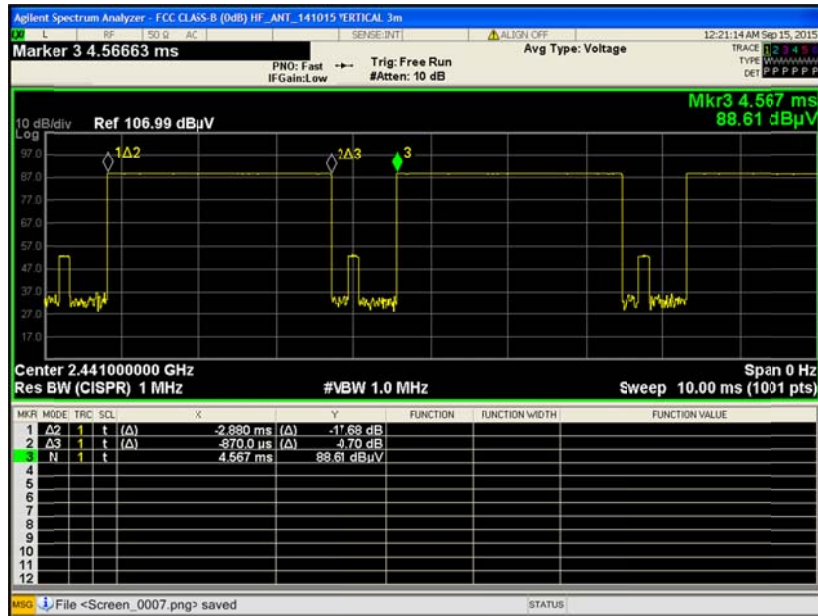 Agilent Spectrum Analyzer - FCC CLASS-B (0dB) HF_ANT_141015 VERTICAL 3m
L RF 50 Ω AC SENSE:INT ALIGN OFF 12:21:14 AM Sep 15, 2015
Marker 3 4.56663 ms
PNO: Fast
IFGain:Low
Trig: Free Run
#Atten: 10 dB
Avg Type: Voltage
TRACE 1 2 3 4 5 6
TYPE
DET P P P P P P
Mkr3 4.567 ms
88.61 dBµV
10 dB/div
Log
Ref 106.99 dBµV
97.0
87.0
77.0
67.0
57.0
47.0
37.0
27.0
17.0
1Δ2
2Δ3
3
Center 2.441000000 GHz
Span 0 Hz
Res BW (CISPR) 1 MHz
#VBW 1.0 MHz
Sweep 10.00 ms (1001 pts)
MKR MODE TRC SCL X Y FUNCTION FUNCTION WIDTH FUNCTION VALUE
1 Δ2 1 t (Δ) -2.880 ms (Δ) dB
2 Δ3 1 t (Δ) -870.0 µs (Δ) dB
3 N 1 t 4.567 ms 88.61 dBµV
4
5
6
7
8
9
10
11
12
MSG File <Screen_0007.png> saved STATUS